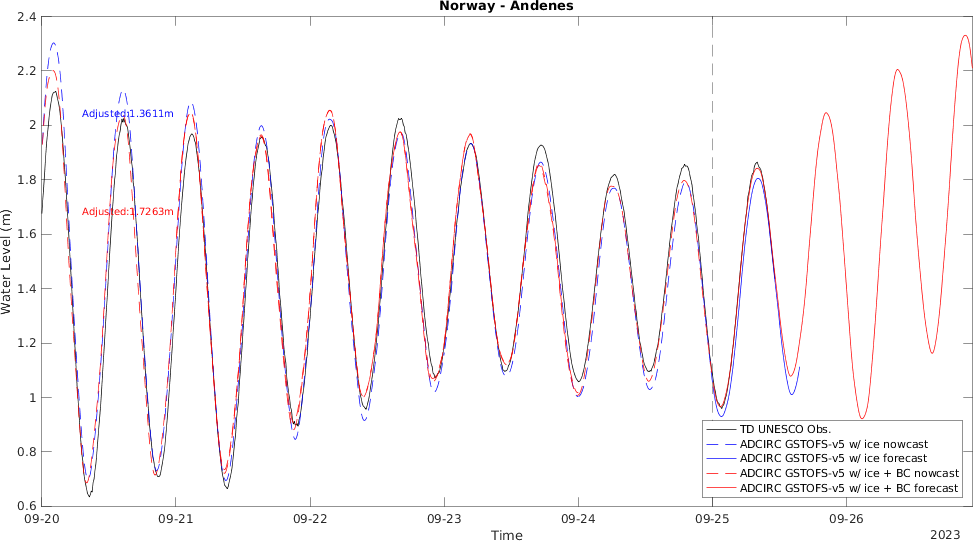 Norway - Andenes
2.4
2.2
2
1.8
1.6
1.4
1.2
1
0.8
0.6
Water Level (m)
Adjusted:1.3611m
Adjusted:1.7263m
TD UNESCO Obs.
ADCIRC GSTOFS-v5 w/ ice nowcast
ADCIRC GSTOFS-v5 w/ ice forecast
ADCIRC GSTOFS-v5 w/ ice + BC nowcast
ADCIRC GSTOFS-v5 w/ ice + BC forecast
09-20 09-21 09-22 09-23 09-24 09-25 09-26
Time
2023